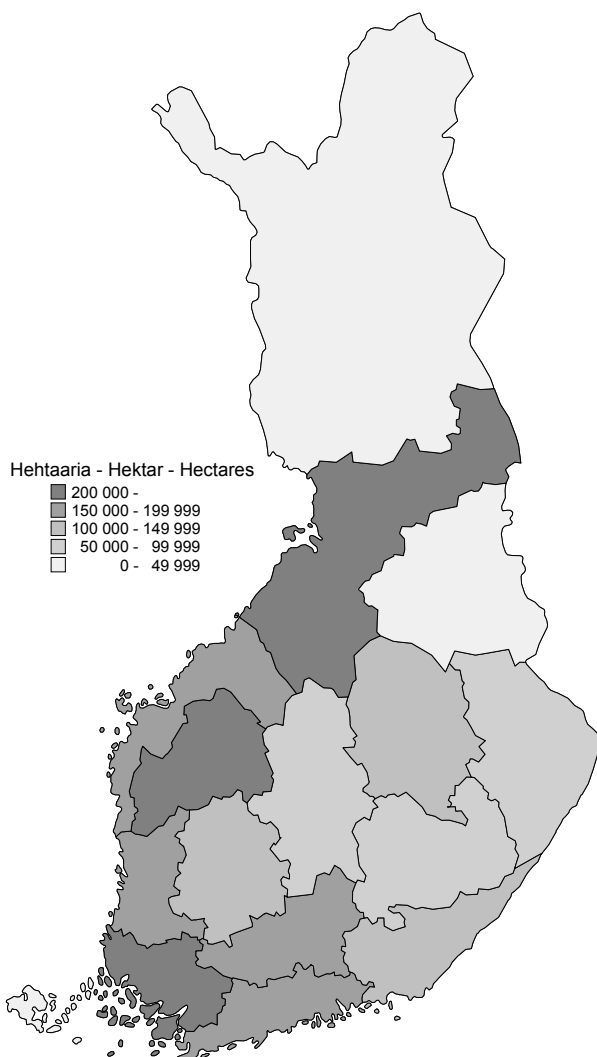 Hehtaaria - Hektar - Hectares
200 000 -
150 000 - 199 999
100 000 - 149 999
50 000 - 99 999
0 - 49 999